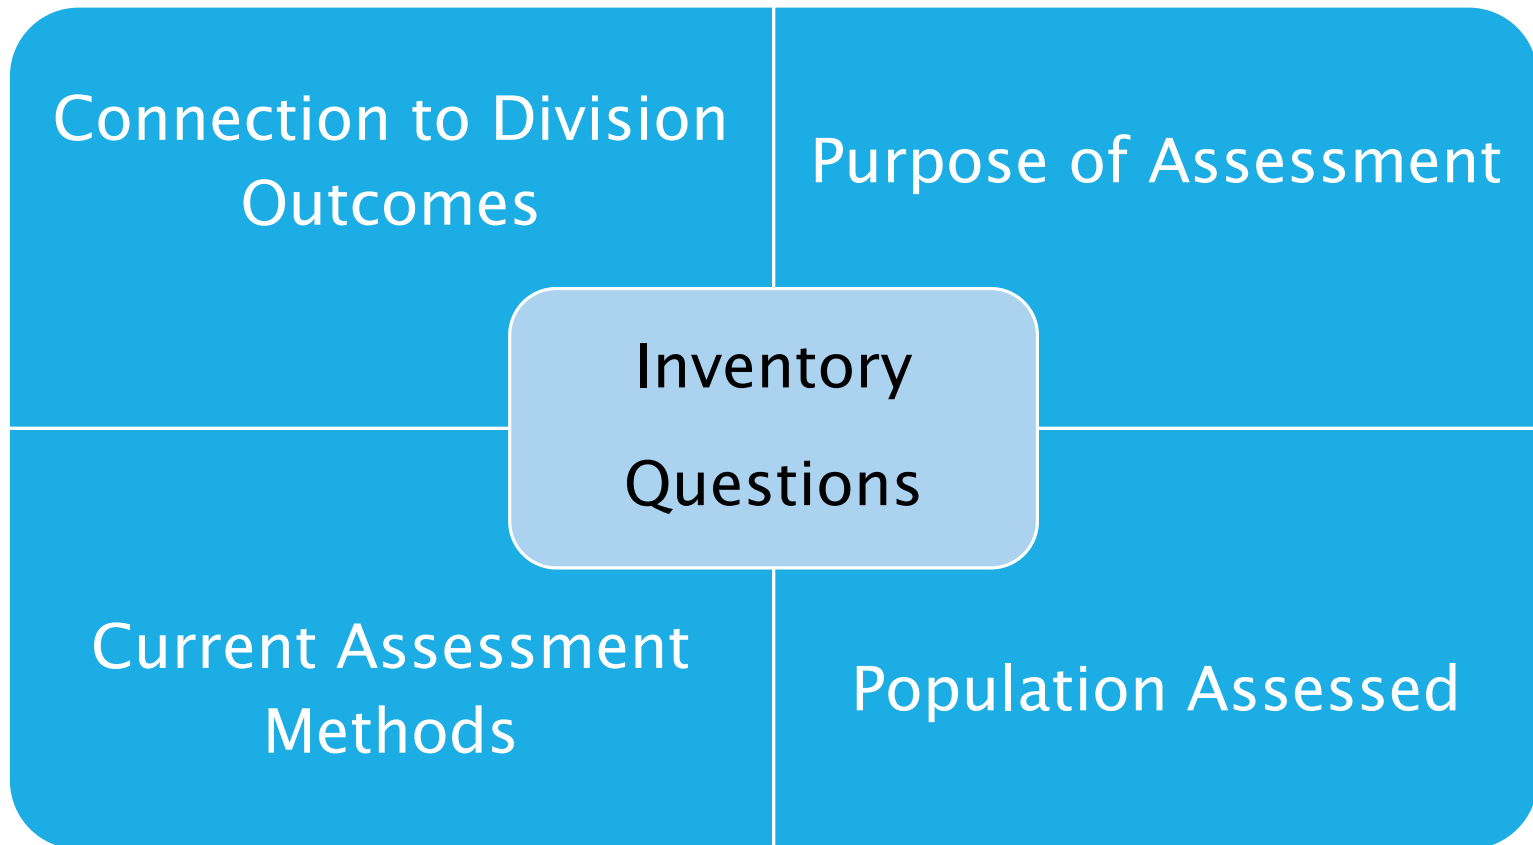 Connection to Division
Outcomes
Purpose of Assessment
Inventory
Questions
Current Assessment
Methods
Population Assessed